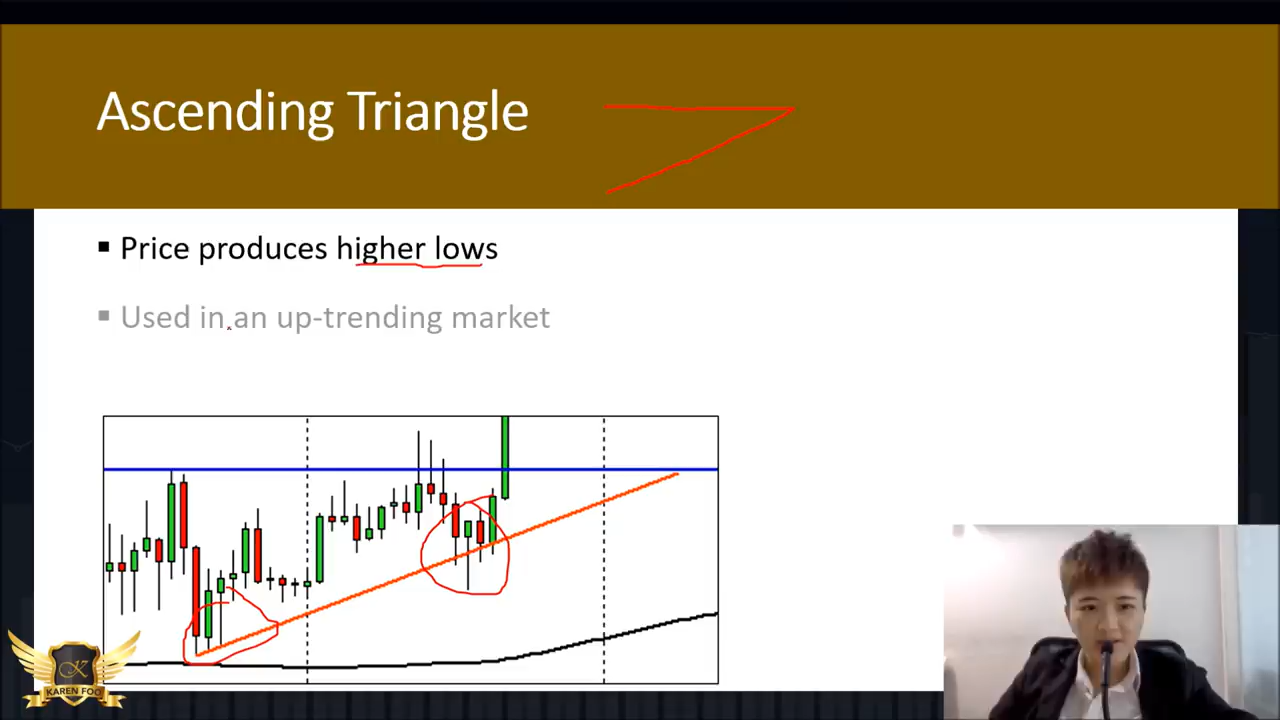 Ascending Triangle
Price produces higher lows
Used in an up-trending market
K
KAREN FOO